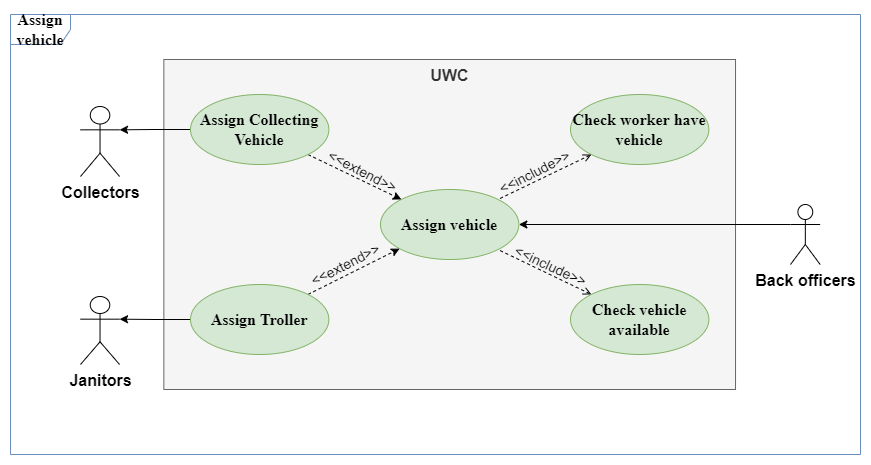 Assign
vehicle
UWC
Assign Collecting
Vehicle
Check worker have
vehicle
<<extend>>
<<include>>
Collectors
Assign vehicle
<<extend>>
<<include>>
Back officers
Assign Troller
Check vehicle
available
Janitors